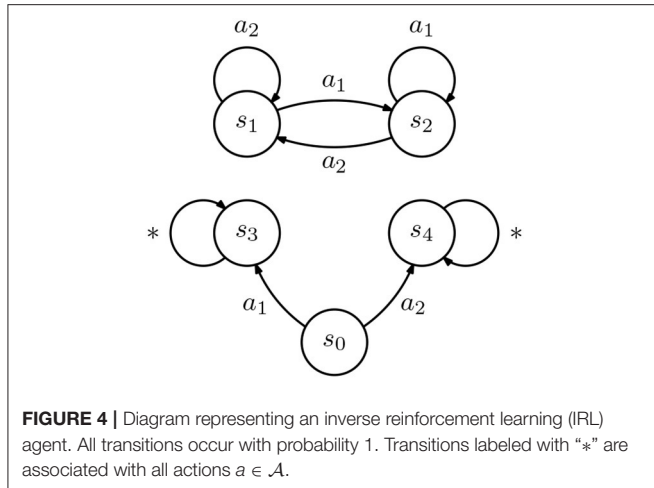 a₂
a₁
a₁
s₁
s₂
a₂
*
s₃
s₄
*
a₁
a₂
s₀
FIGURE 4 | Diagram representing an inverse reinforcement learning (IRL)
agent. All transitions occur with probability 1. Transitions labeled with “*” are
associated with all actions a ∈ 𝒜.